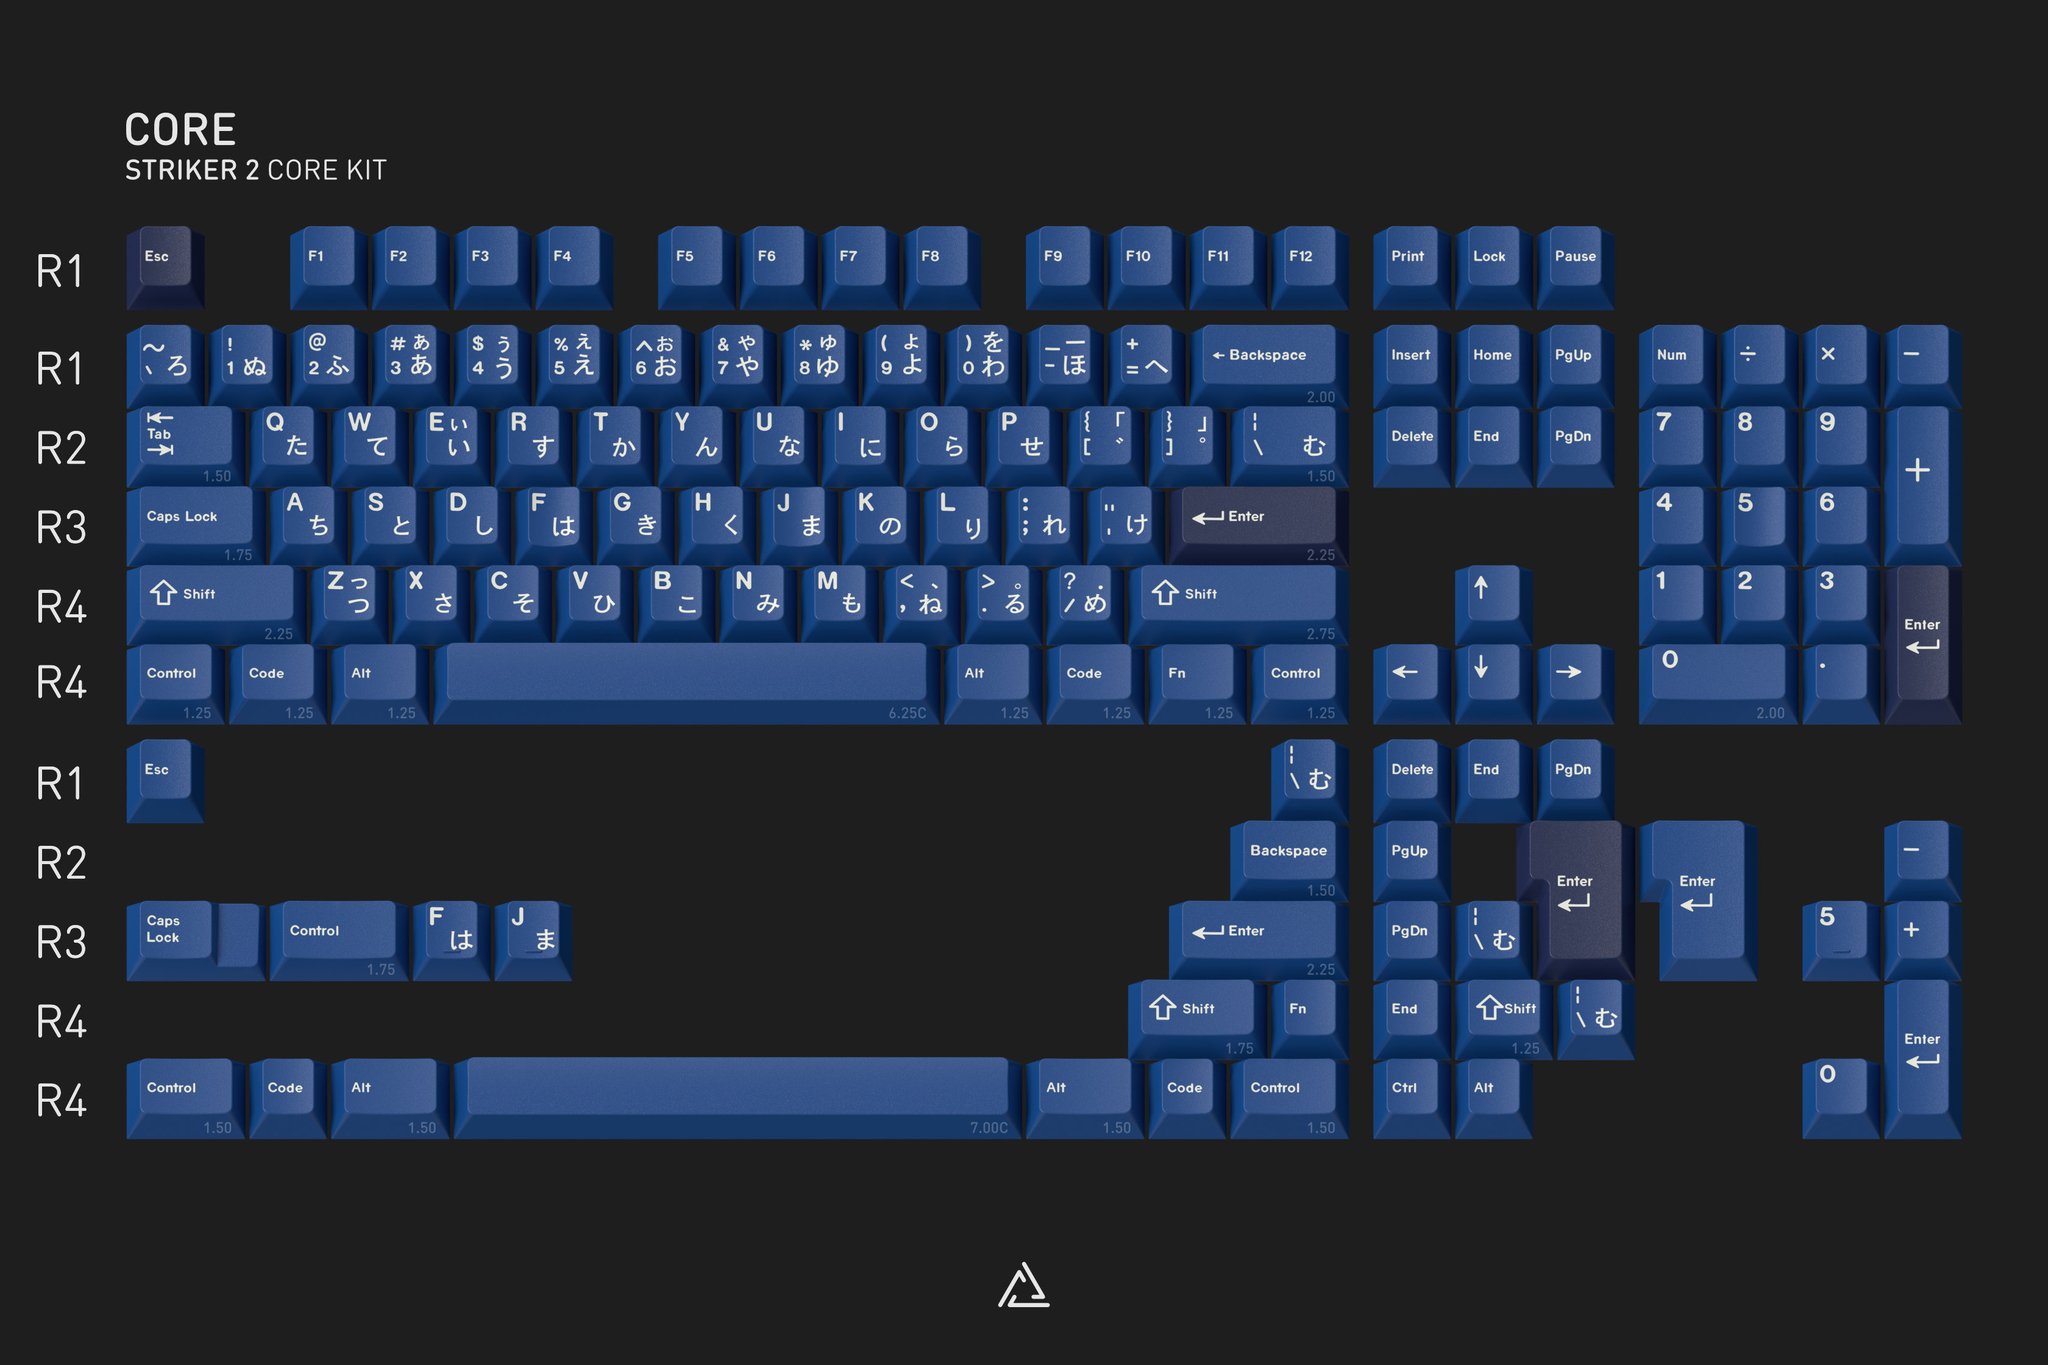 CORE
STRIKER 2 CORE KIT
R1 Esc F1 F2 F3 F4 F5 F6 F7 F8 F9 F10 F11 F12 Print Lock Pause
R1 ~ ` ろ ! 1 ぬ @ 2 ふ # ぁ 3 あ $ ぅ 4 う % ぇ 5 え ^ ぉ 6 お & ゃ 7 や * ゅ 8 ゆ ( ょ 9 よ ) を 0 わ _ ー - ほ + = へ ← Backspace 2.00 Insert Home PgUp Num ÷ × −
R2 Tab 1.50 Q た W て E ぃ い R す T か Y ん U な I に O ら P せ { 「 [ ゛ } 」 ] ゜ ¦ \ む 1.50 Delete End PgDn 7 8 9 +
R3 Caps Lock 1.75 A ち S と D し F は G き H く J ま K の L り : ; れ " ' け Enter 2.25 4 5 6
R4 Shift 2.25 Z っ つ X さ C そ V ひ B こ N み M も < 、 , ね > 。 . る ? ・ / め Shift 2.75 ↑ 1 2 3 Enter
R4 Control 1.25 Code 1.25 Alt 1.25 6.25C Alt 1.25 Code 1.25 Fn 1.25 Control 1.25 ← ↓ → 0 2.00 .
R1 Esc ¦ \ む Delete End PgDn
R2 Backspace 1.50 PgUp Enter Enter −
R3 Caps Lock Control 1.75 F は J ま Enter 2.25 PgDn ¦ \ む 5 +
R4 Shift 1.75 Fn End Shift 1.25 ¦ \ む Enter
R4 Control 1.50 Code Alt 1.50 7.00C Alt 1.50 Code Control 1.50 Ctrl Alt 0